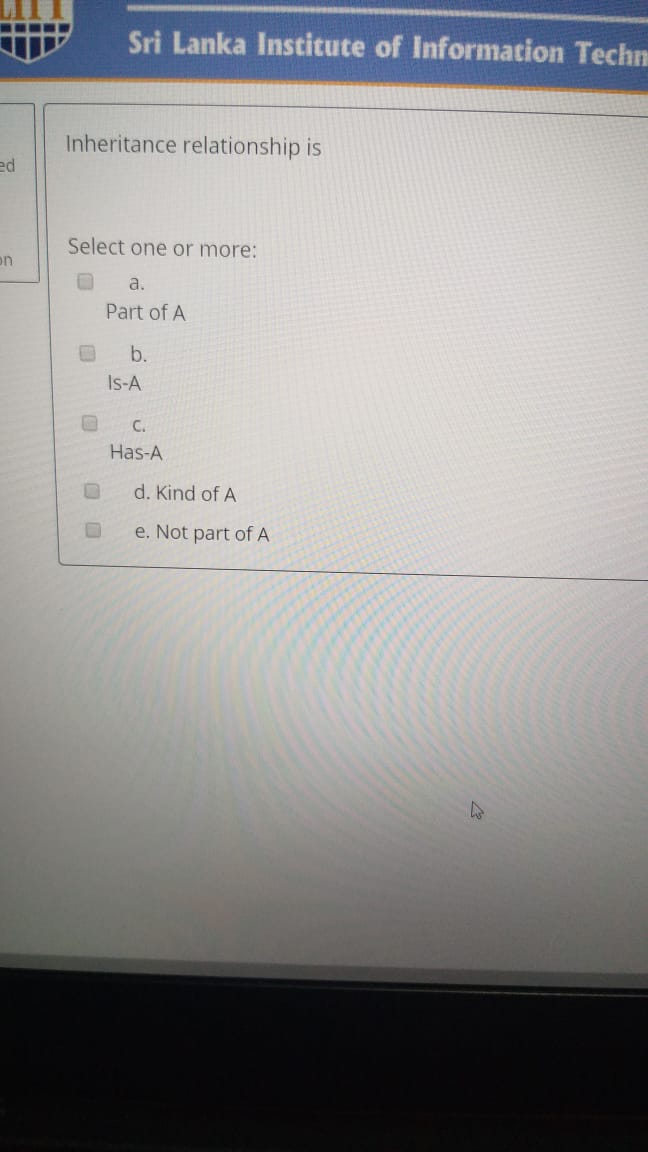 Sri Lanka Institute of Information Techn
ed
on
Inheritance relationship is
Select one or more:
a.
Part of A
b.
Is-A
c.
Has-A
d. Kind of A
e. Not part of A